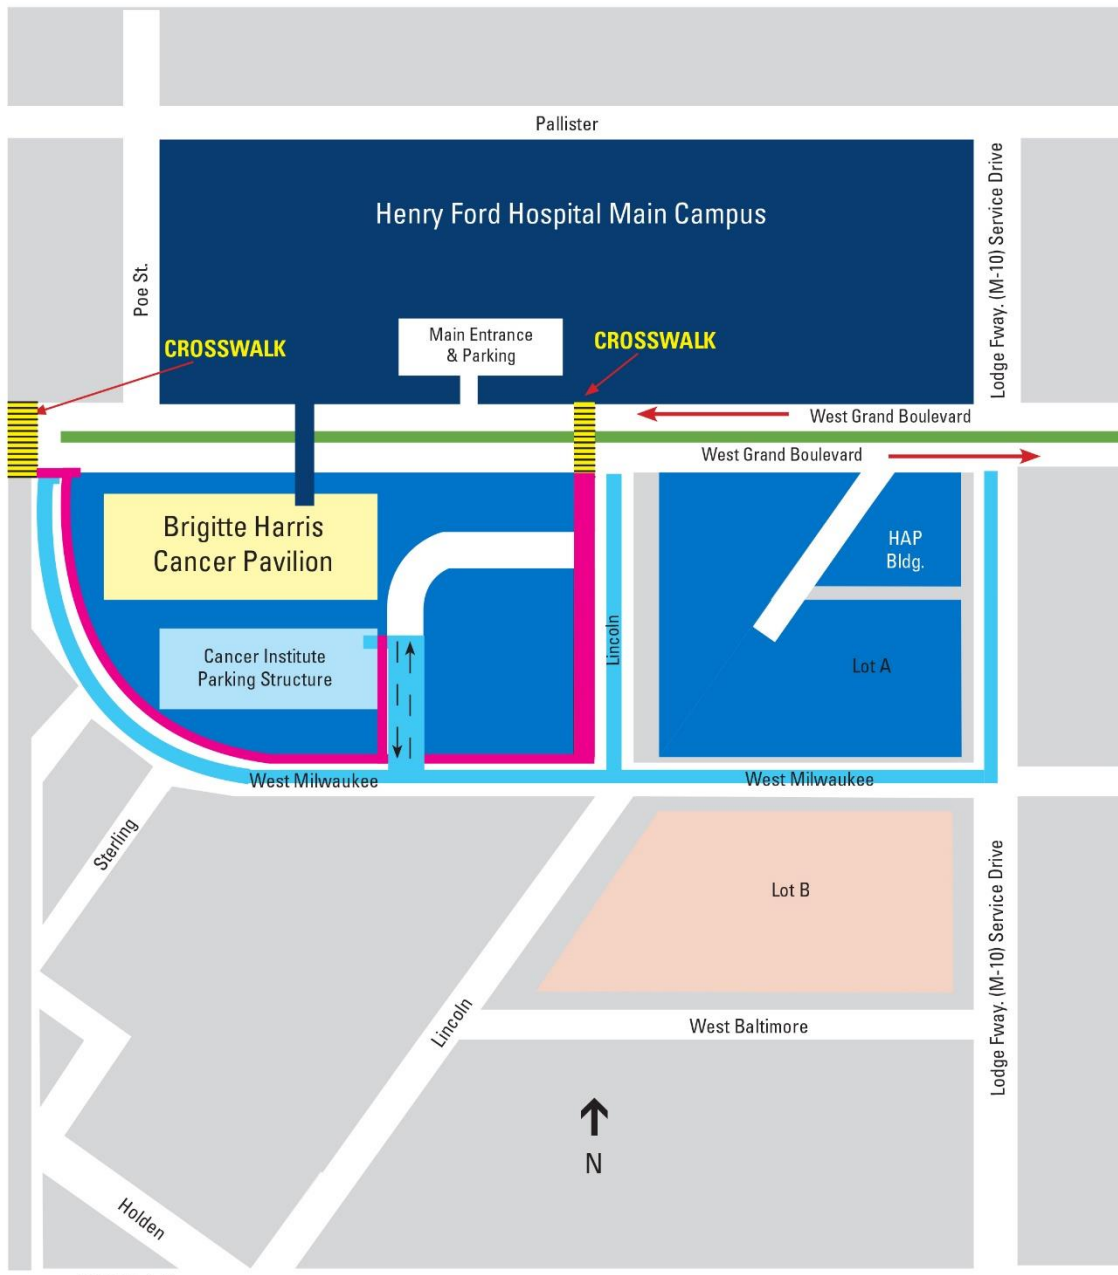 Pallister
Henry Ford Hospital Main Campus
Poe St.
Lodge Fway. (M-10) Service Drive
CROSSWALK
Main Entrance
& Parking
CROSSWALK
West Grand Boulevard
West Grand Boulevard
Brigitte Harris
Cancer Pavilion
HAP
Bldg.
Cancer Institute
Parking Structure
Lincoln
Lot A
West Milwaukee
West Milwaukee
Sterling
Lot B
Lodge Fway. (M-10) Service Drive
Lincoln
West Baltimore
N
Holden